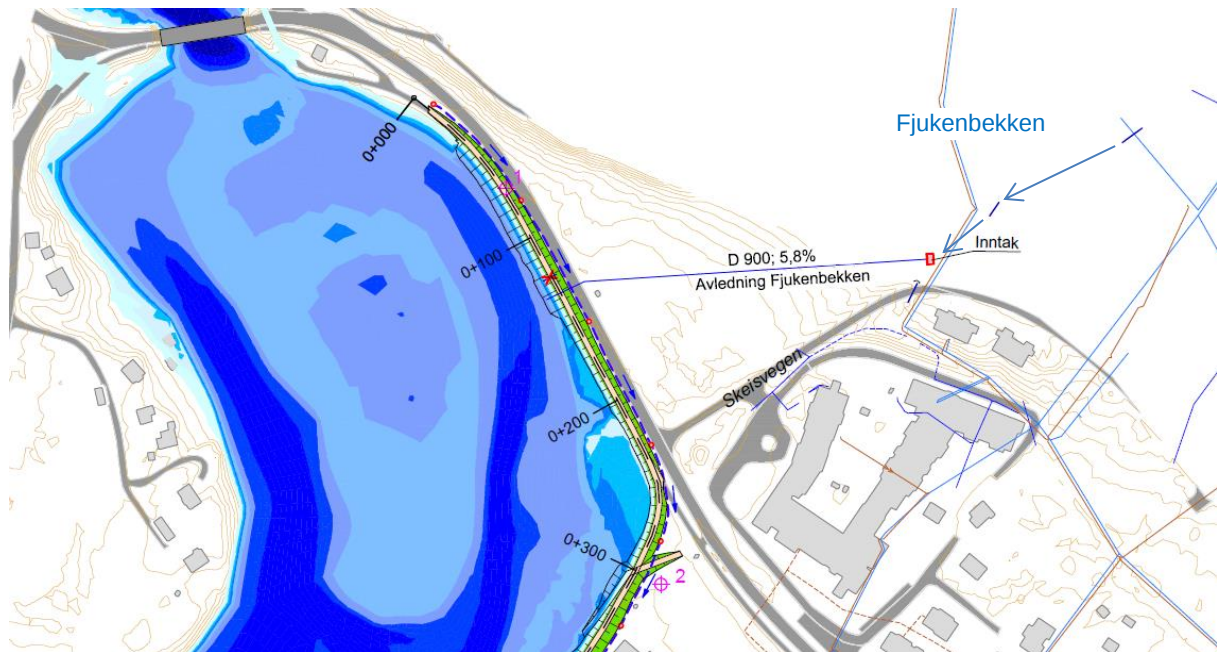 Fjukenbekken
0+000
1
D 900; 5,8%
Inntak
0+100
Avledning Fjukenbekken
Skeisvegen
0+200
0+300
2